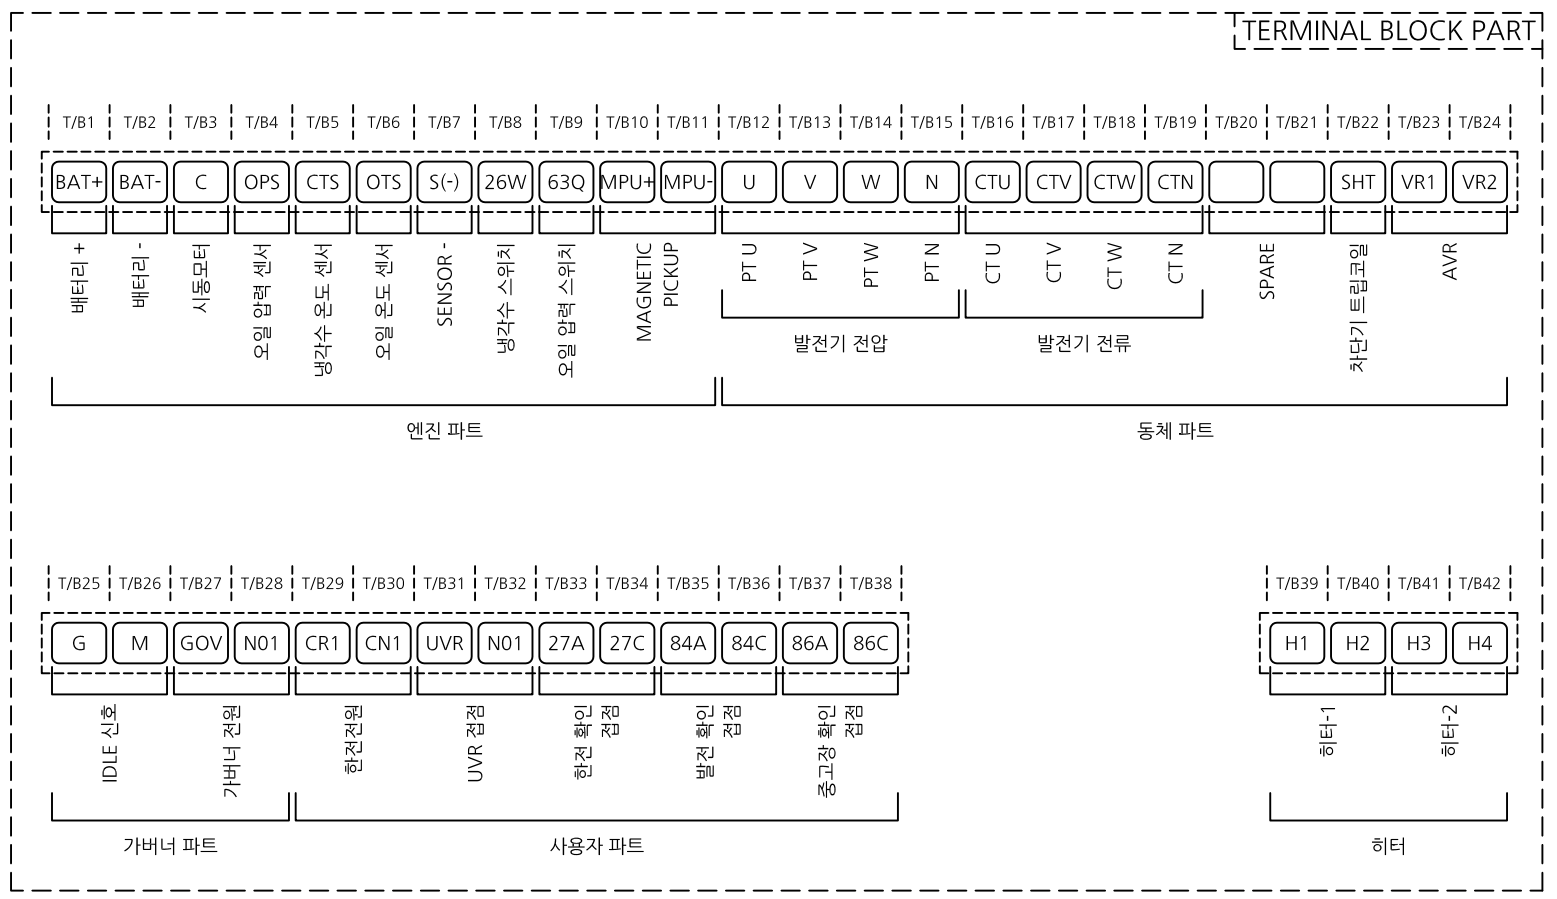 TERMINAL BLOCK PART
T/B1 T/B2 T/B3 T/B4 T/B5 T/B6 T/B7 T/B8 T/B9 T/B10 T/B11 T/B12 T/B13 T/B14 T/B15 T/B16 T/B17 T/B18 T/B19 T/B20 T/B21 T/B22 T/B23 T/B24
BAT+ BAT- C OPS CTS OTS S(-) 26W 63Q MPU+ MPU- U V W N CTU CTV CTW CTN SHT VR1 VR2
배터리 +
배터리 -
시동모터
오일 압력 센서
냉각수 온도 센서
오일 온도 센서
SENSOR -
냉각수 스위치
오일 압력 스위치
MAGNETIC
PICKUP
PT U
PT V
PT W
PT N
CT U
CT V
CT W
CT N
SPARE
차단기 트립코일
AVR
발전기 전압
발전기 전류
엔진 파트
동체 파트
T/B25 T/B26 T/B27 T/B28 T/B29 T/B30 T/B31 T/B32 T/B33 T/B34 T/B35 T/B36 T/B37 T/B38 T/B39 T/B40 T/B41 T/B42
G M GOV N01 CR1 CN1 UVR N01 27A 27C 84A 84C 86A 86C H1 H2 H3 H4
IDLE 신호
가버너 전원
한전전원
UVR 접점
한전 확인
접점
발전 확인
접점
중고장 확인
접점
히터-1
히터-2
가버너 파트
사용자 파트
히터